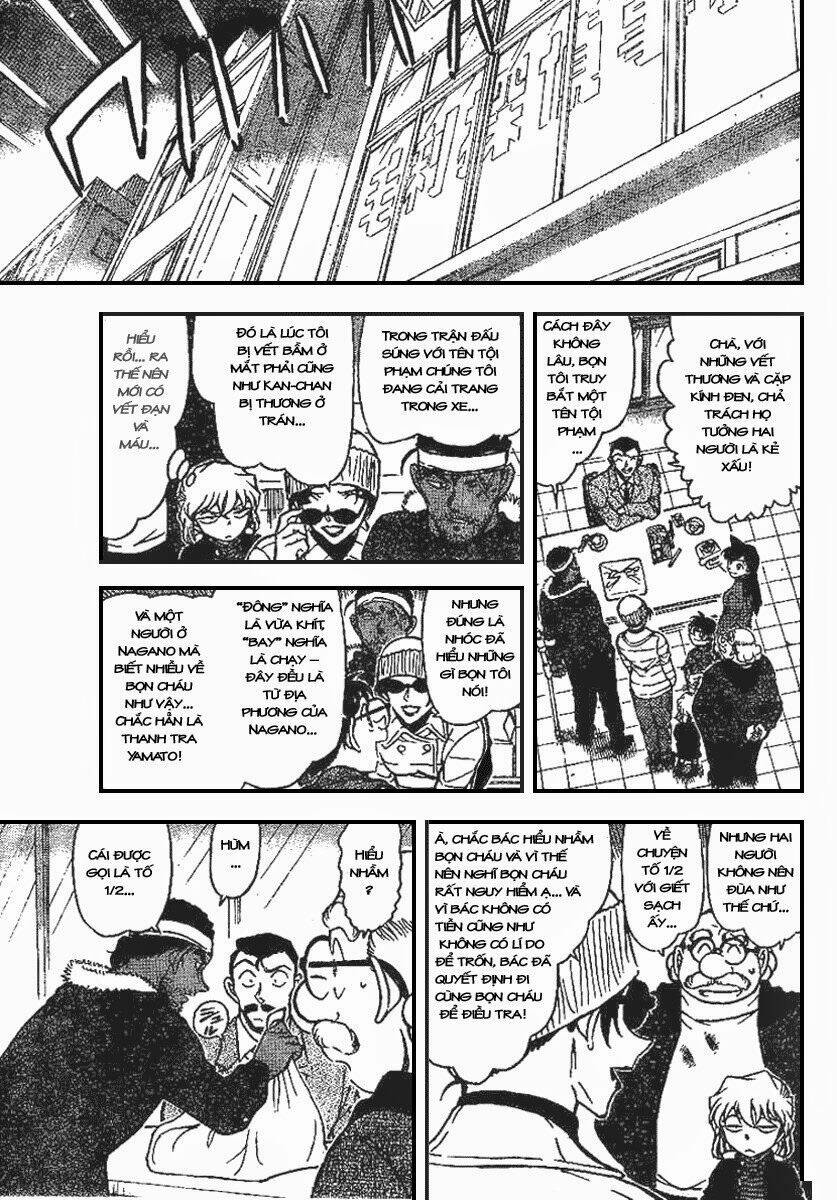 毛利探偵事
CHÀ, VỚI
NHỮNG VẾT
THƯƠNG VÀ CẶP
KÍNH ĐEN, CHẢ
TRÁCH HỌ
TƯỞNG HAI
NGƯỜI LÀ KẺ
XẤU!
CÁCH ĐÂY
KHÔNG
LÂU, BỌN
TÔI TRUY
BẮT MỘT
TÊN TỘI
PHẠM
...
TRONG TRẬN ĐẤU
SÚNG VỚI TÊN TỘI
PHẠM CHÚNG TÔI
ĐANG CẢI TRANG
TRONG XE...
ĐÓ LÀ LÚC TÔI
BỊ VẾT BẦM Ở
MẮT PHẢI CŨNG
NHƯ KAN-CHAN
BỊ THƯƠNG Ở
TRÁN...
HIỂU
RỒI... RA
THẾ NÊN
MỚI CÓ
VẾT ĐẠN
VÀ
MÁU...
NHƯNG
ĐÚNG LÀ
NHÓC ĐÃ
HIỂU NHỮNG
GÌ BỌN TÔI
NÓI!
"ĐÔNG" NGHĨA
LÀ VỪA KHÍT,
"BAY" NGHĨA
LÀ CHẠY –
ĐÂY ĐỀU LÀ
TỪ ĐỊA
PHƯƠNG CỦA
NAGANO...
VÀ MỘT
NGƯỜI Ở
NAGANO MÀ
BIẾT NHIỀU VỀ
BỌN CHÁU
NHƯ VẬY...
CHẮC HẲN LÀ
THANH TRA
YAMATO!
NHƯNG HAI
NGƯỜI
KHÔNG NÊN
ĐÙA NHƯ
THẾ CHỨ...
VỀ
CHUYỆN
TỐ 1/2
VỚI GIẾT
SẠCH
ẤY...
À, CHẮC BÁC HIỂU NHẦM
BỌN CHÁU VÀ VÌ THẾ
NÊN NGHĨ BỌN CHÁU
RẤT NGUY HIỂM Ạ... VÀ
VÌ BÁC KHÔNG CÓ
TIỀN CŨNG NHƯ
KHÔNG CÓ LÍ DO
ĐỂ TRỐN, BÁC ĐÃ
QUYẾT ĐỊNH ĐI
CÙNG BỌN CHÁU
ĐỂ ĐIỀU TRA!
HIỂU
NHẦM
?
HỪM
...
CÁI ĐƯỢC
GỌI LÀ TỐ
1/2...